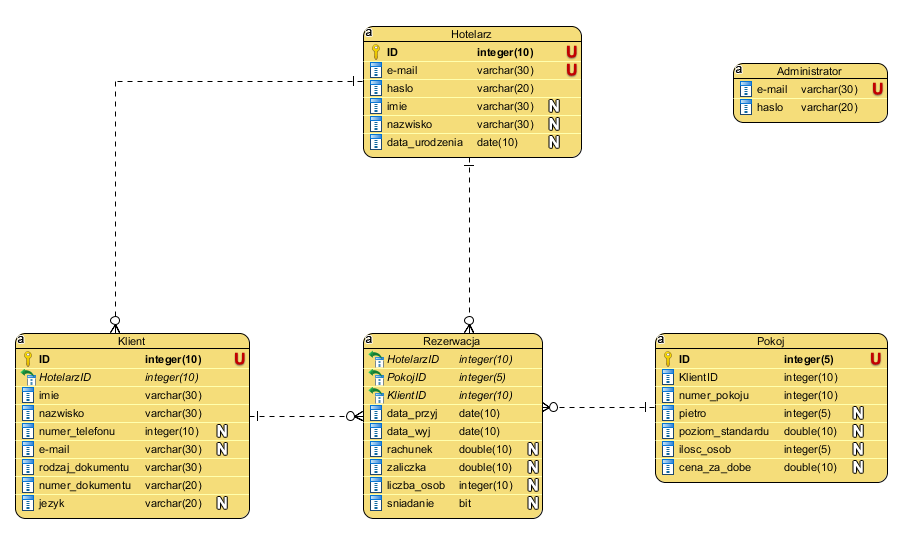 a
Hotelarz
ID integer(10) U
e-mail varchar(30) U
haslo varchar(20)
imie varchar(30) N
nazwisko varchar(30) N
data_urodzenia date(10) N
a
Administrator
e-mail varchar(30) U
haslo varchar(20)
a
Klient
ID integer(10) U
HotelarzID integer(10)
imie varchar(30)
nazwisko varchar(30)
numer_telefonu integer(10) N
e-mail varchar(30) N
rodzaj_dokumentu varchar(30)
numer_dokumentu varchar(20)
jezyk varchar(20) N
a
Rezerwacja
HotelarzID integer(10)
PokojID integer(5)
KlientID integer(10)
data_przyj date(10)
data_wyj date(10)
rachunek double(10) N
zaliczka double(10) N
liczba_osob integer(10) N
sniadanie bit N
a
Pokoj
ID integer(5) U
KlientID integer(10)
numer_pokoju integer(10)
pietro integer(5) N
poziom_standardu double(10) N
ilosc_osob integer(5) N
cena_za_dobe double(10) N